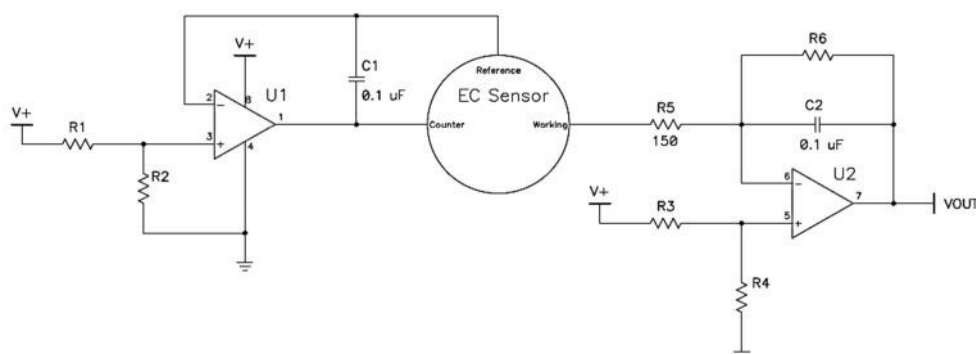 V+
R1
R2
V+
2
3
8
4
1
U1
C1
0.1 uF
Reference
EC Sensor
Counter
Working
R5
150
R6
C2
0.1 uF
U2
6
5
7
VOUT
V+
R3
R4